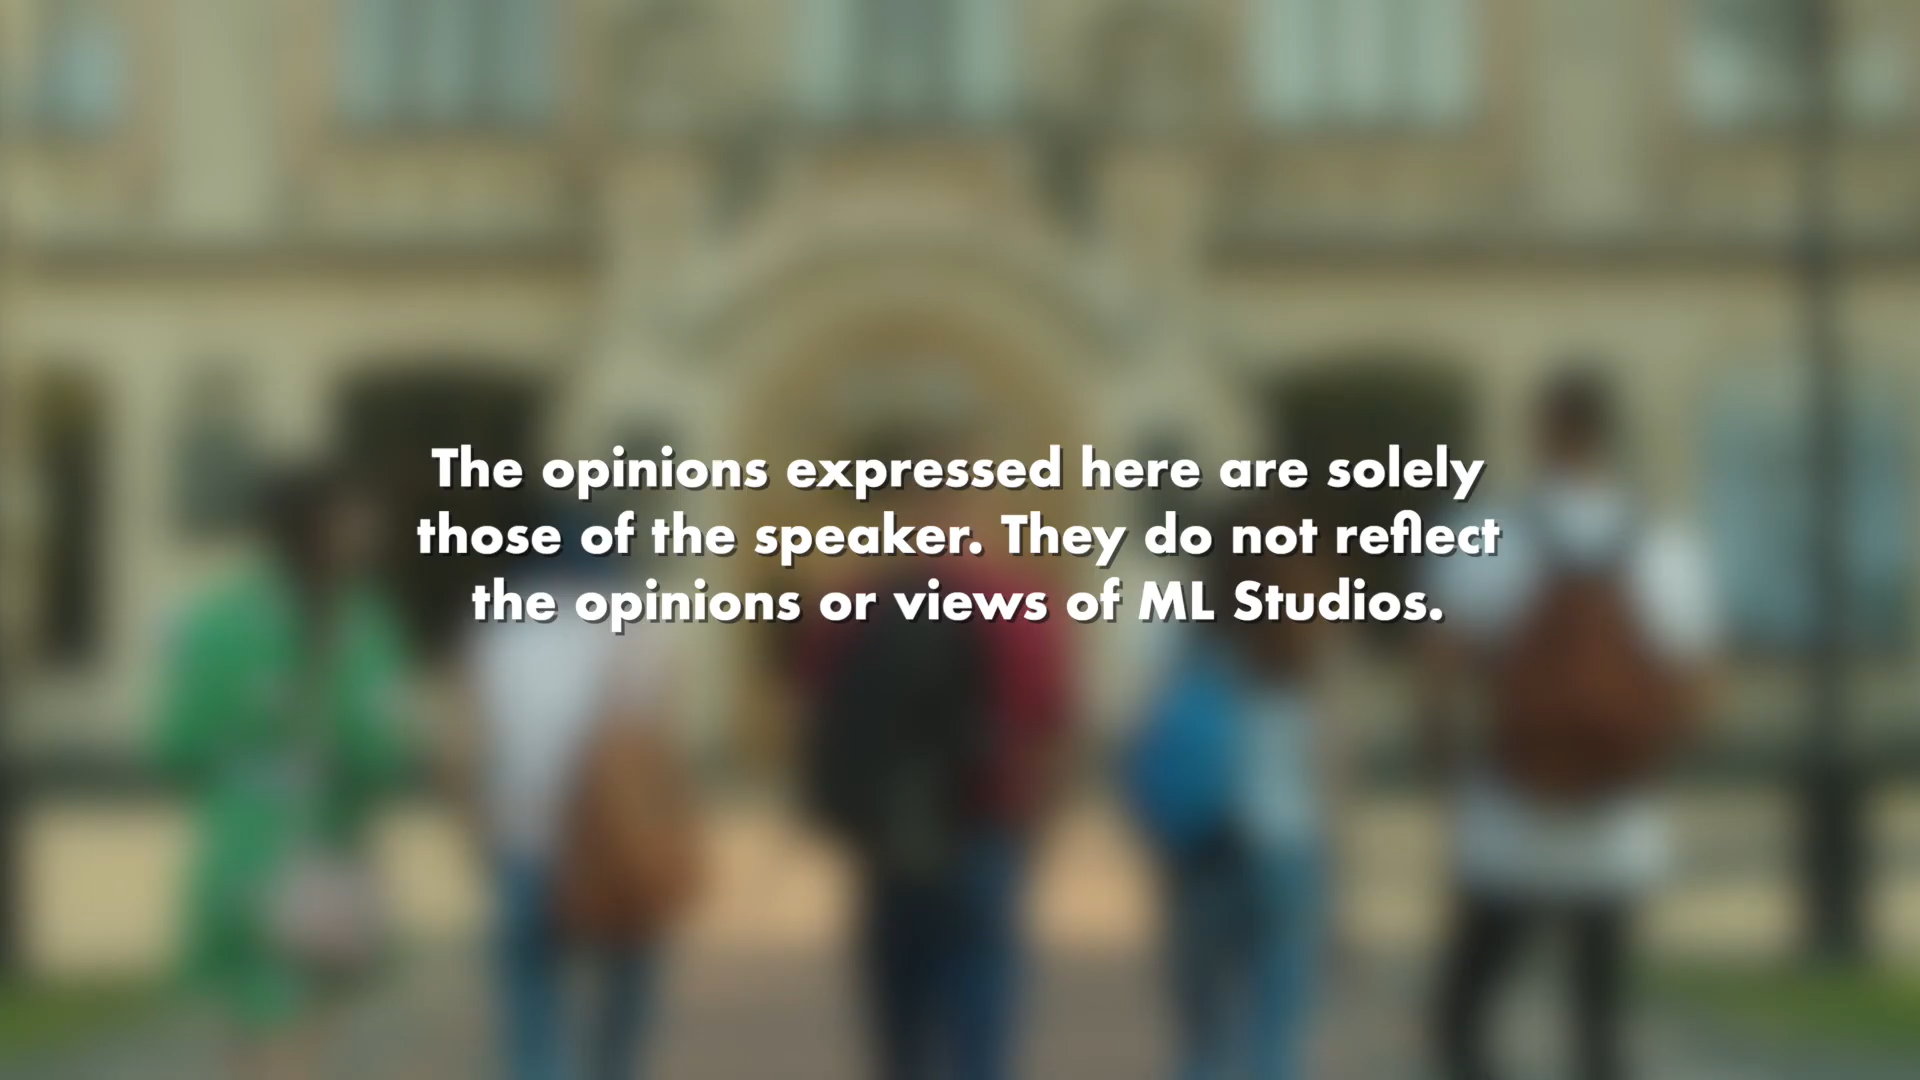 The opinions expressed here are solely
those of the speaker. They do not reflect
the opinions or views of ML Studios.